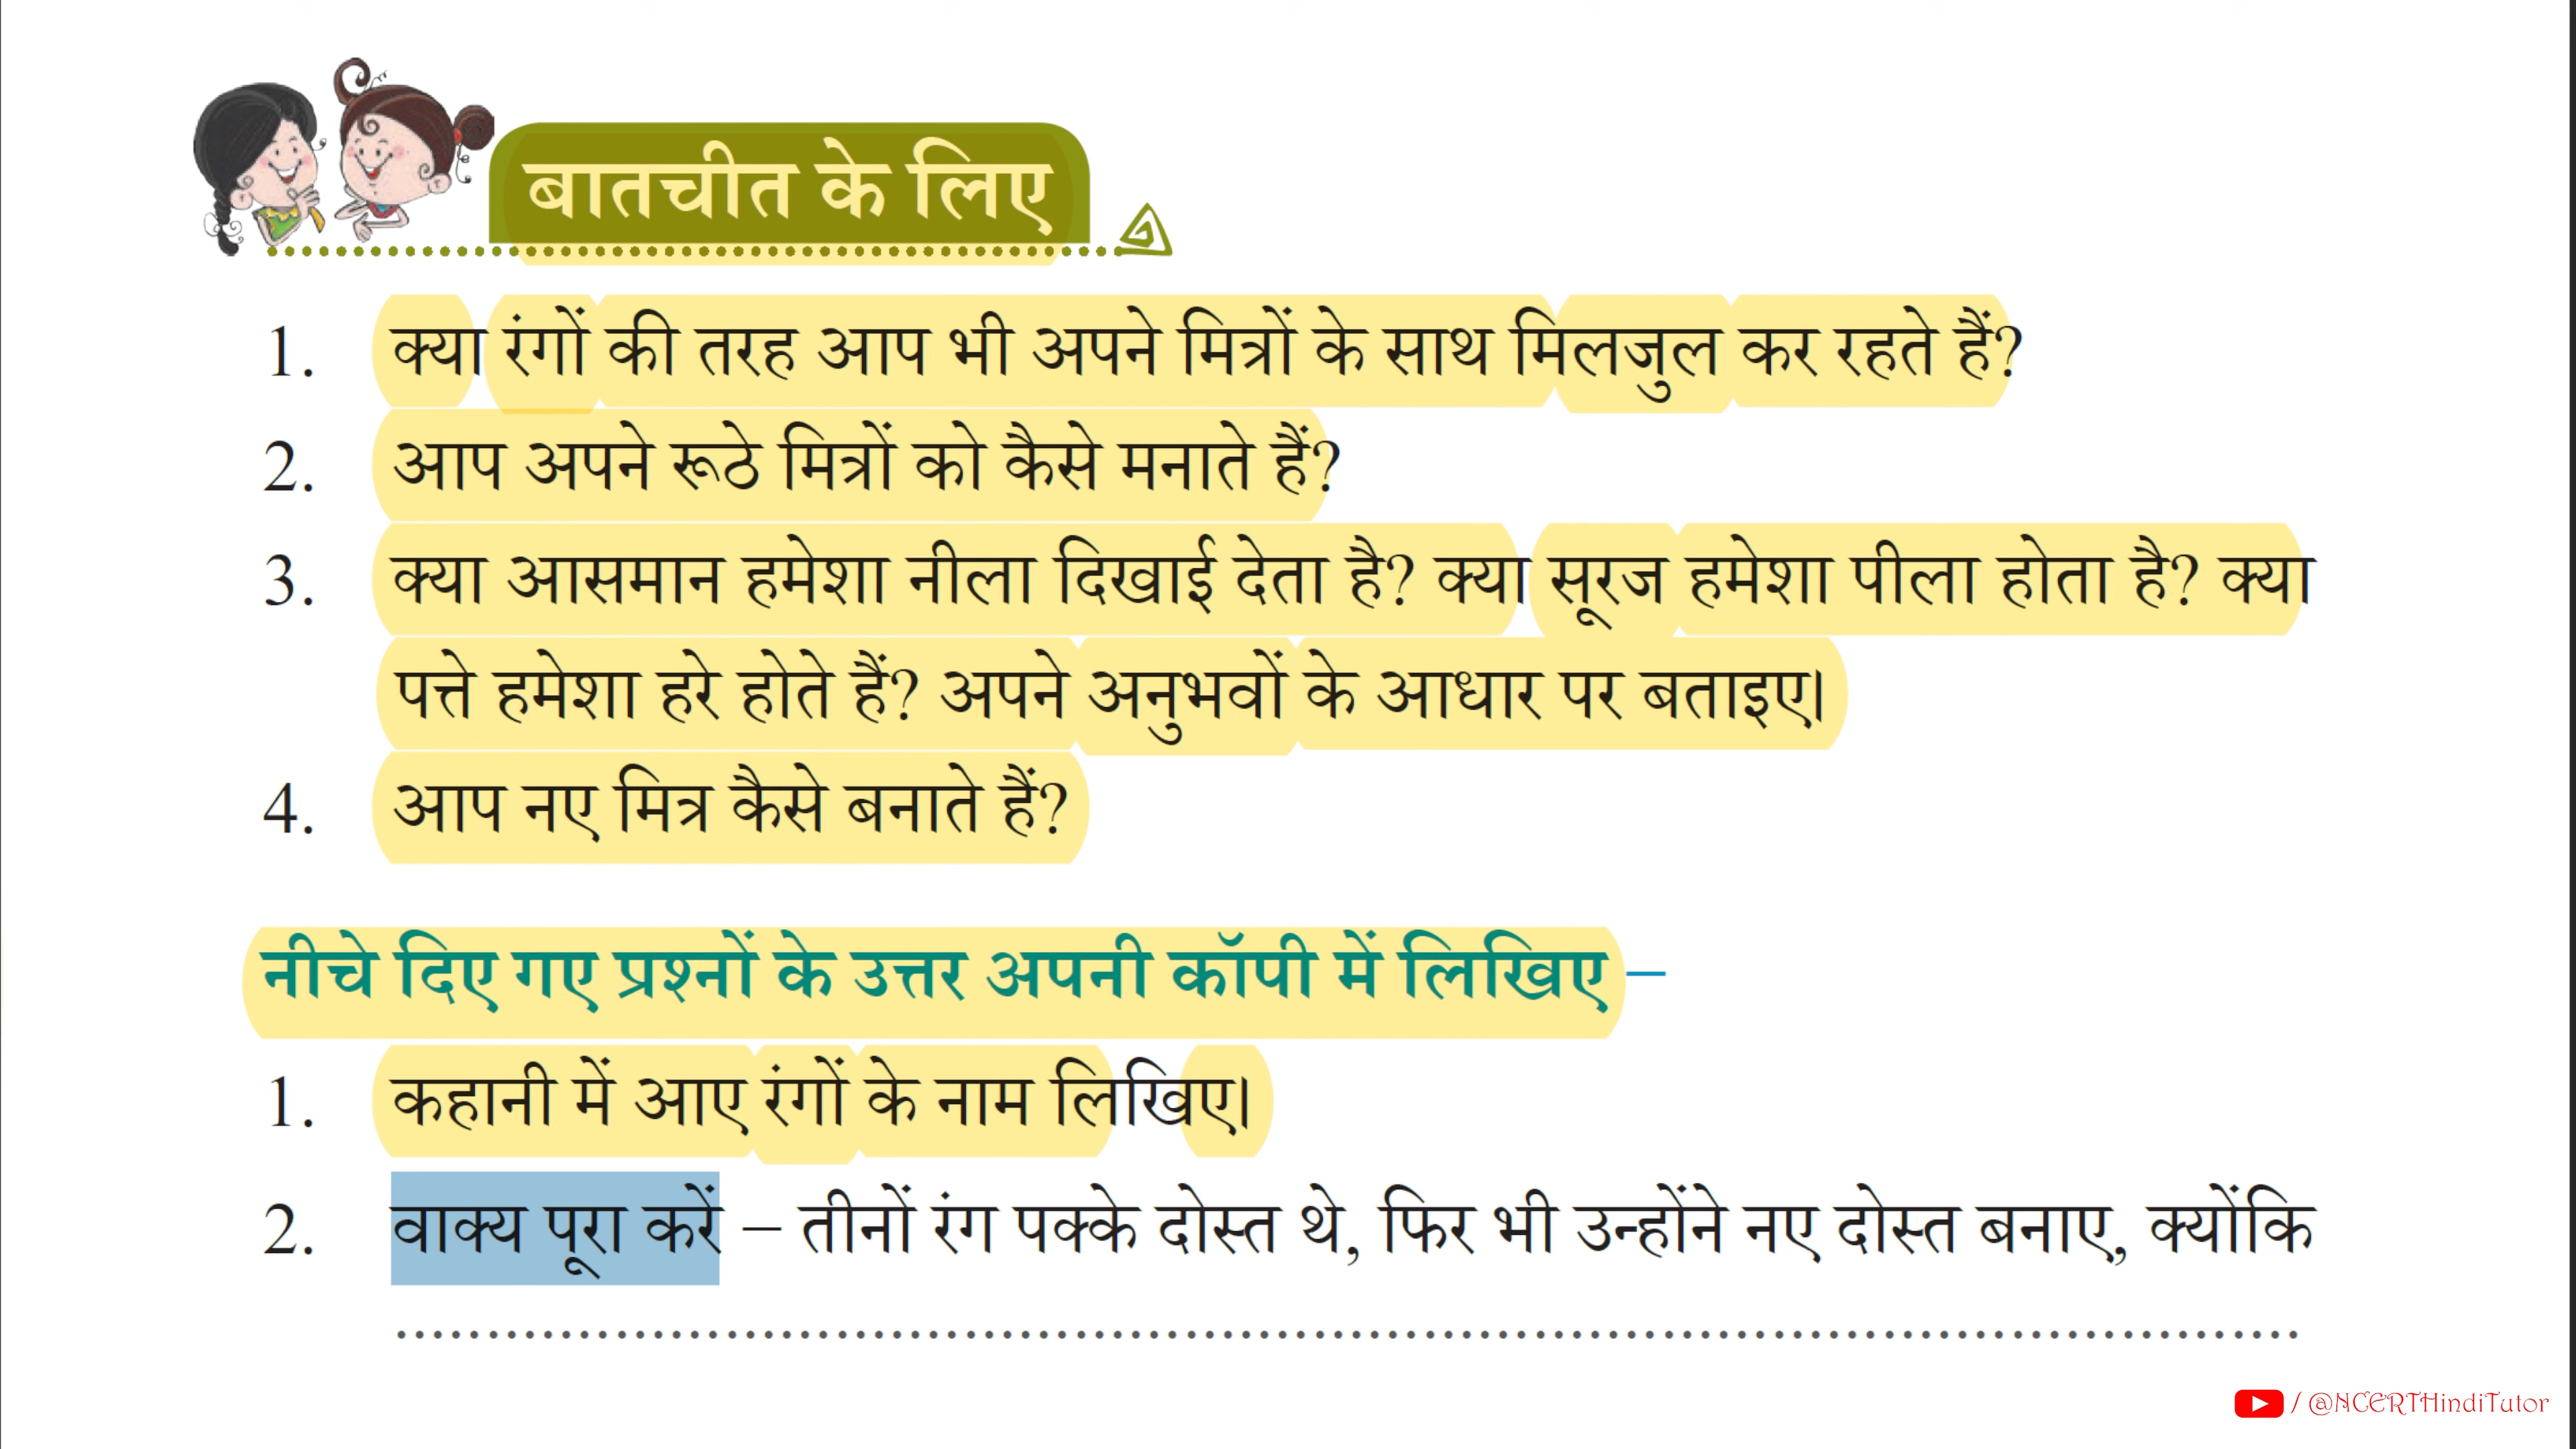 बातचीत के लिए
1. क्या रंगों की तरह आप भी अपने मित्रों के साथ मिलजुल कर रहते हैं?
2. आप अपने रूठे मित्रों को कैसे मनाते हैं?
3. क्या आसमान हमेशा नीला दिखाई देता है? क्या सूरज हमेशा पीला होता है? क्या
पत्ते हमेशा हरे होते हैं? अपने अनुभवों के आधार पर बताइए।
4. आप नए मित्र कैसे बनाते हैं?
नीचे दिए गए प्रश्नों के उत्तर अपनी कॉपी में लिखिए –
1. कहानी में आए रंगों के नाम लिखिए।
2. वाक्य पूरा करें – तीनों रंग पक्के दोस्त थे, फिर भी उन्होंने नए दोस्त बनाए, क्योंकि
..........................................................................................................
/ @NCERTHindiTutor